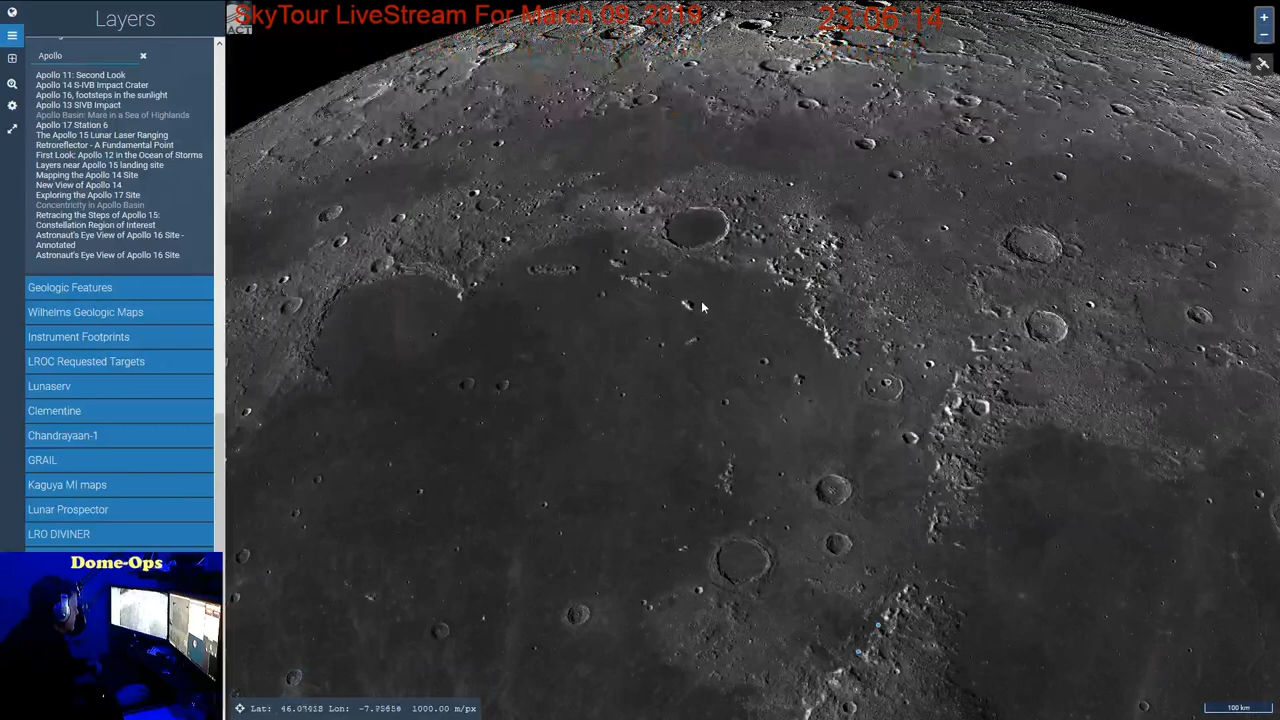 SkyTour LiveStream For March 09, 2019
23:06:14
Layers
ACT
Apollo
Apollo 11: Second Look
Apollo 14 S-IVB Impact Crater
Apollo 16, footsteps in the sunlight
Apollo 13 SIVB Impact
Apollo Basin: Mare in a Sea of Highlands
Apollo 17 Station 6
The Apollo 15 Lunar Laser Ranging
Retroreflector - A Fundamental Point
First Look: Apollo 12 in the Ocean of Storms
Layers near Apollo 15 landing site
Mapping the Apollo 14 Site
New View of Apollo 14
Exploring the Apollo 17 Site
Concentricity in Apollo Basin
Retracing the Steps of Apollo 15:
Constellation Region of Interest
Astronaut's Eye View of Apollo 16 Site -
Annotated
Astronaut's Eye View of Apollo 16 Site
Geologic Features
Wilhelms Geologic Maps
Instrument Footprints
LROC Requested Targets
Lunaserv
Clementine
Chandrayaan-1
GRAIL
Kaguya MI maps
Lunar Prospector
LRO DIVINER
Dome-Ops
Lat: Lon: 1000.00 m/px
100 km